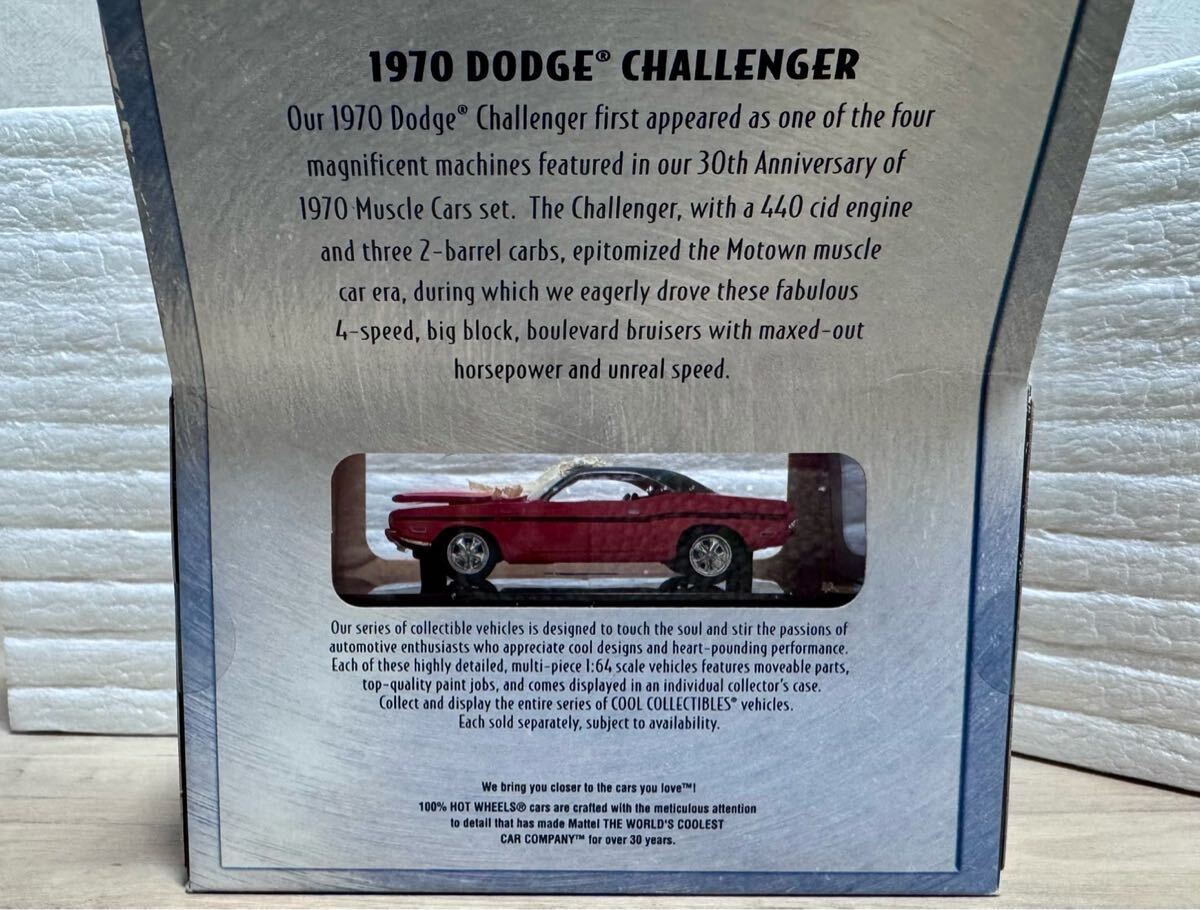 1970 DODGE® CHALLENGER
Our 1970 Dodge® Challenger first appeared as one of the four
magnificent machines featured in our 30th Anniversary of
1970 Muscle Cars set. The Challenger, with a 440 cid engine
and three 2-barrel carbs, epitomized the Motown muscle
car era, during which we eagerly drove these fabulous
4-speed, big block, boulevard bruisers with maxed-out
horsepower and unreal speed.
Our series of collectible vehicles is designed to touch the soul and stir the passions of
automotive enthusiasts who appreciate cool designs and heart-pounding performance.
Each of these highly detailed, multi-piece 1:64 scale vehicles features moveable parts,
top-quality paint jobs, and comes displayed in an individual collector's case.
Collect and display the entire series of COOL COLLECTIBLES® vehicles.
Each sold separately, subject to availability.
We bring you closer to the cars you love™!
100% HOT WHEELS® cars are crafted with the meticulous attention
to detail that has made Mattel THE WORLD'S COOLEST
CAR COMPANY™ for over 30 years.